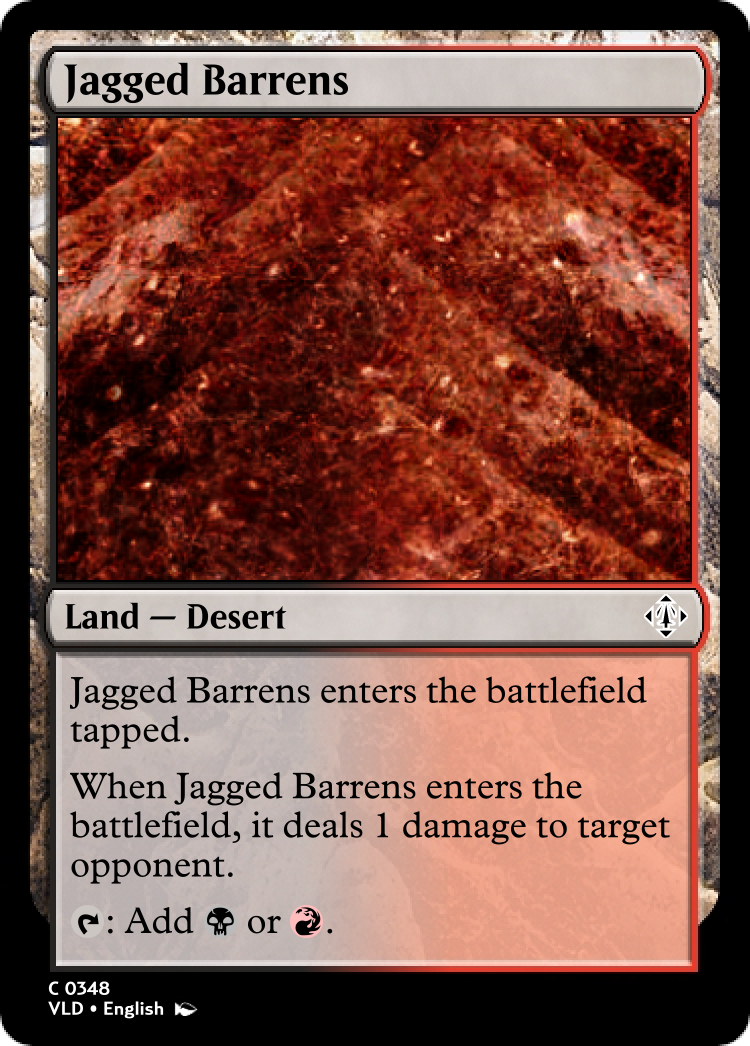 Jagged Barrens
Land — Desert
Jagged Barrens enters the battlefield
tapped.
When Jagged Barrens enters the
battlefield, it deals 1 damage to target
opponent.
: Add or .
C 0348
VLD • English